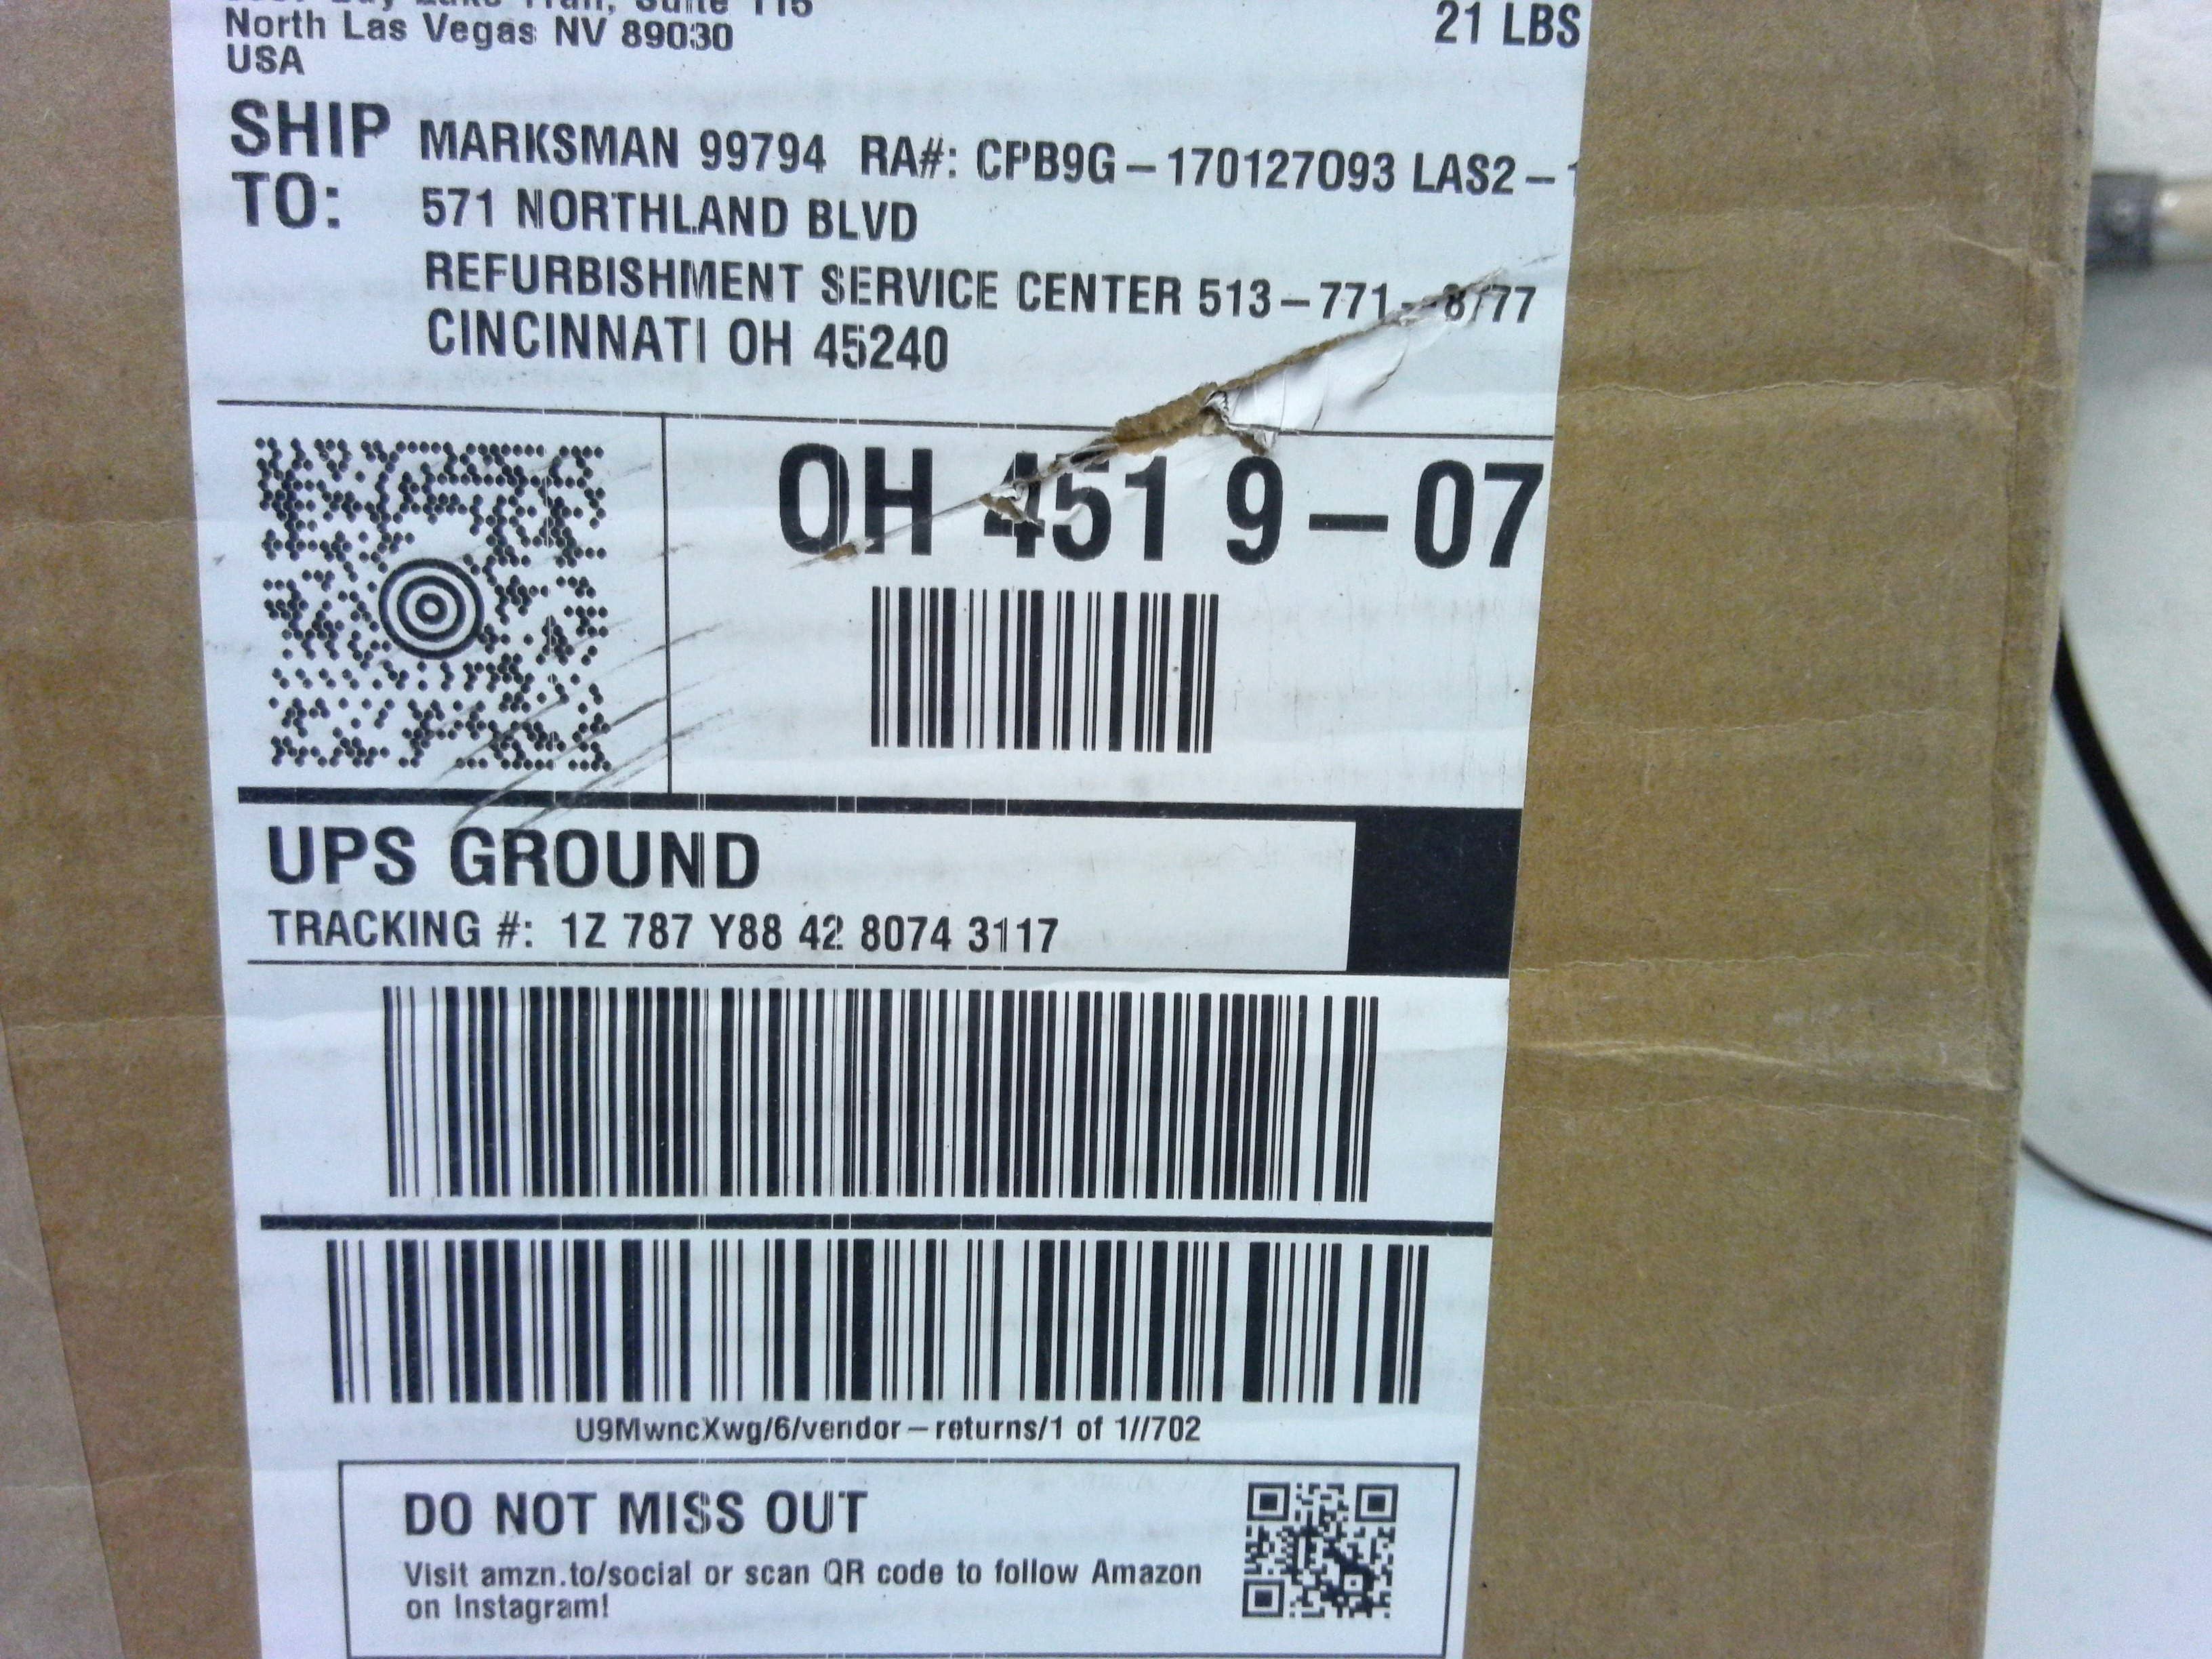 Suite 115
North Las Vegas NV 89030
USA
21 LBS
SHIP TO:
MARKSMAN 99794 RA#: CPB9G-170127093 LAS2-
571 NORTHLAND BLVD
REFURBISHMENT SERVICE CENTER
CINCINNATI OH 45240
OH 451 9-07
UPS GROUND
TRACKING #: 1Z 787 Y88 42 8074 3117
U9MwncXwg/6/vendor-returns/1 of 1//702
DO NOT MISS OUT
Visit amzn.to/social or scan QR code to follow Amazon
on Instagram!